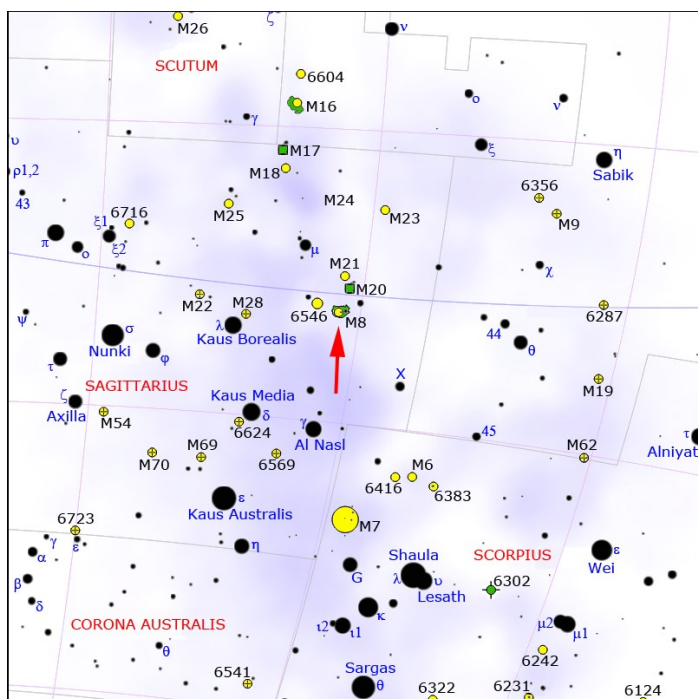 ζ
ν
M26
SCUTUM
6604
ο
ν
M16
γ
ξ
υ
M17
η
Sabik
ρ1,2
M18
43
M24
6356
M25
M23
M9
6716
ξ1
π
ο
ξ2
μ
χ
M21
M20
M22
M28
6546
M8
6287
ψ
λ
Kaus Borealis
44
σ
Nunki
θ
φ
τ
X
M19
SAGITTARIUS
ζ
Axilla
Kaus Media
δ
M54
6624
γ
Al Nasl
45
τ
Alniyat
M62
M69
M70
6569
6416
M6
6383
ε
Kaus Australis
M7
6723
γ
ε
α
η
Shaula
SCORPIUS
ε
Wei
G
λ
υ
Lesath
6302
β
δ
κ
CORONA AUSTRALIS
ι2
ι1
μ2
μ1
θ
6242
Sargas
θ
6541
6322
6231
6124